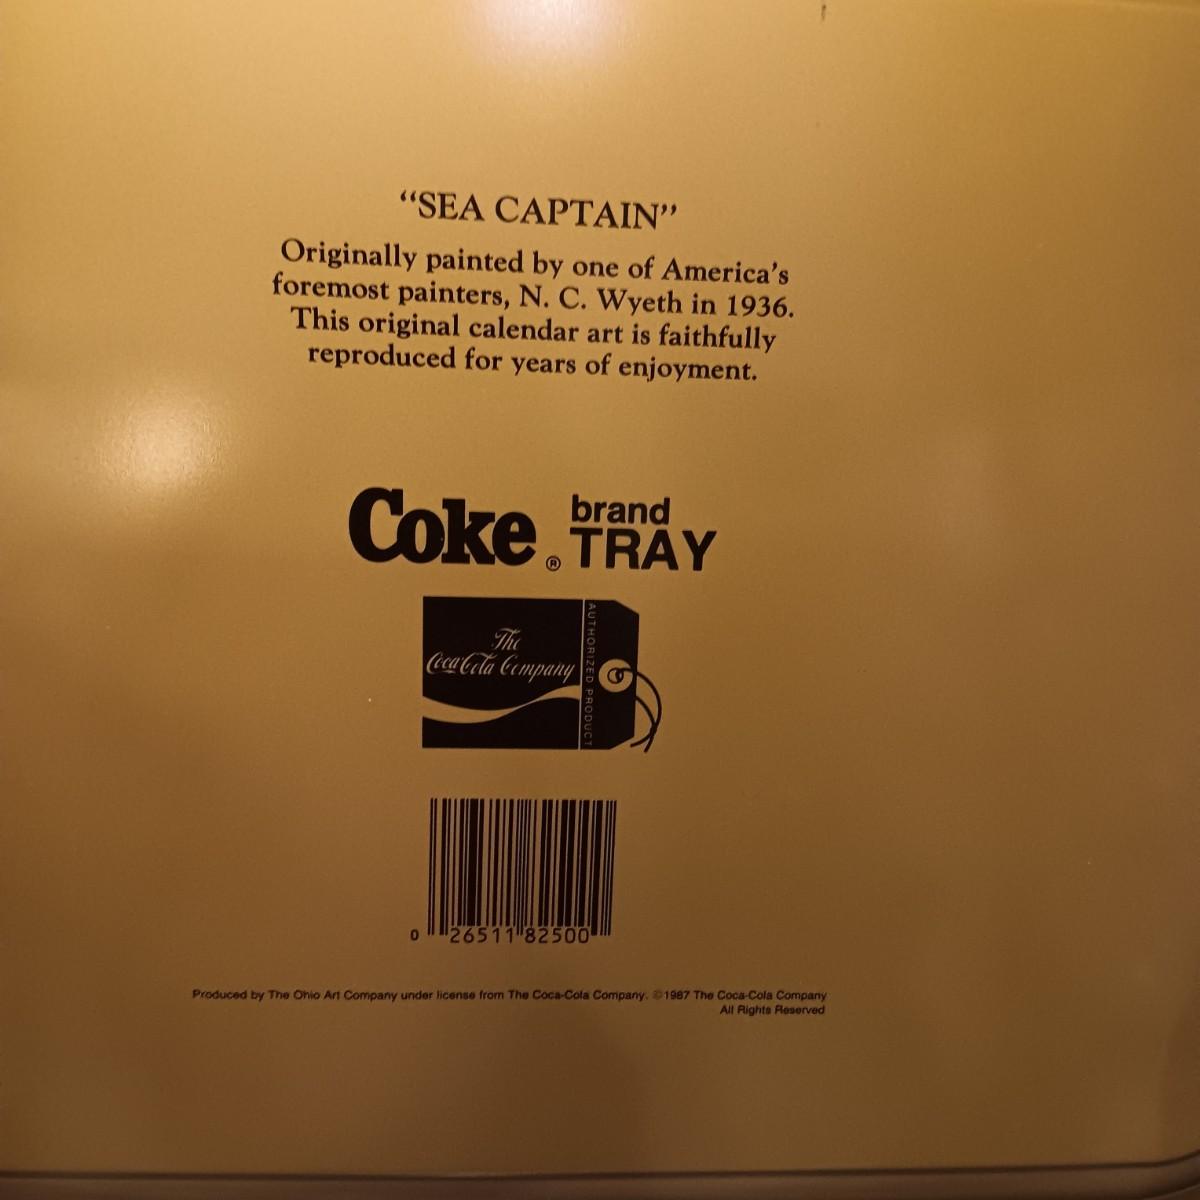 “SEA CAPTAIN”
Originally painted by one of America’s
foremost painters, N. C. Wyeth in 1936.
This original calendar art is faithfully
reproduced for years of enjoyment.
Coke ® brand
TRAY
The
Coca-Cola Company
AUTHORIZED PRODUCT
0 26511 82500
Produced by The Ohio Art Company under license from The Coca-Cola Company. ©1987 The Coca-Cola Company
All Rights Reserved